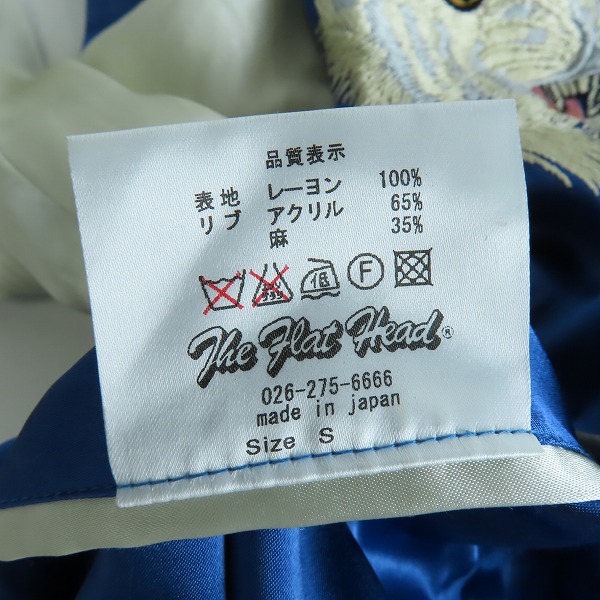 品質表示
表地 レーヨン 100%
リブ アクリル 65%
麻 35%
低 F
The Flat Head®
026-275-6666
made in japan
Size S